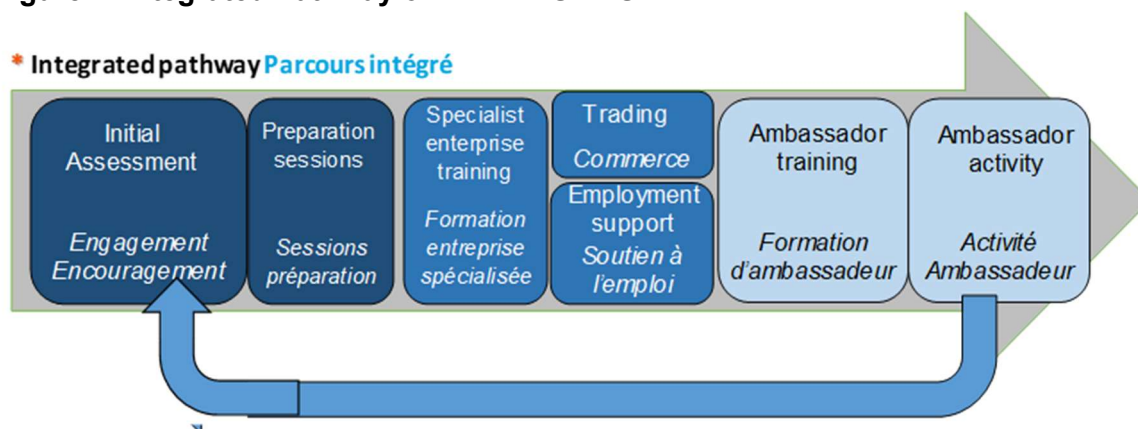 * Integrated pathway Parcours intégré
Initial
Assessment
Engagement
Encouragement
Preparation
sessions
Sessions
préparation
Specialist
enterprise
training
Formation
entreprise
spécialisée
Trading
Commerce
Employment
support
Soutien à
l'emploi
Ambassador
training
Formation
d'ambassadeur
Ambassador
activity
Activité
Ambassadeur